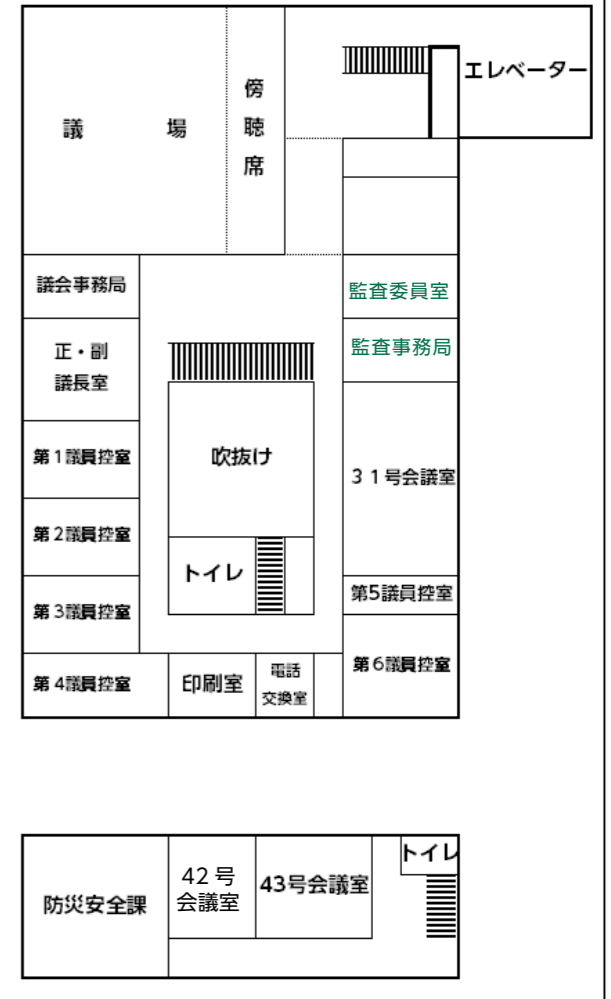 エレベーター
議　場
傍聴席
議会事務局
監査委員室
正・副
議長室
監査事務局
第１議員控室
吹抜け
３１号会議室
第２議員控室
トイレ
第３議員控室
第5議員控室
第４議員控室
印刷室
電話
交換室
第６議員控室
防災安全課
42 号
会議室
43号会議室
トイレ